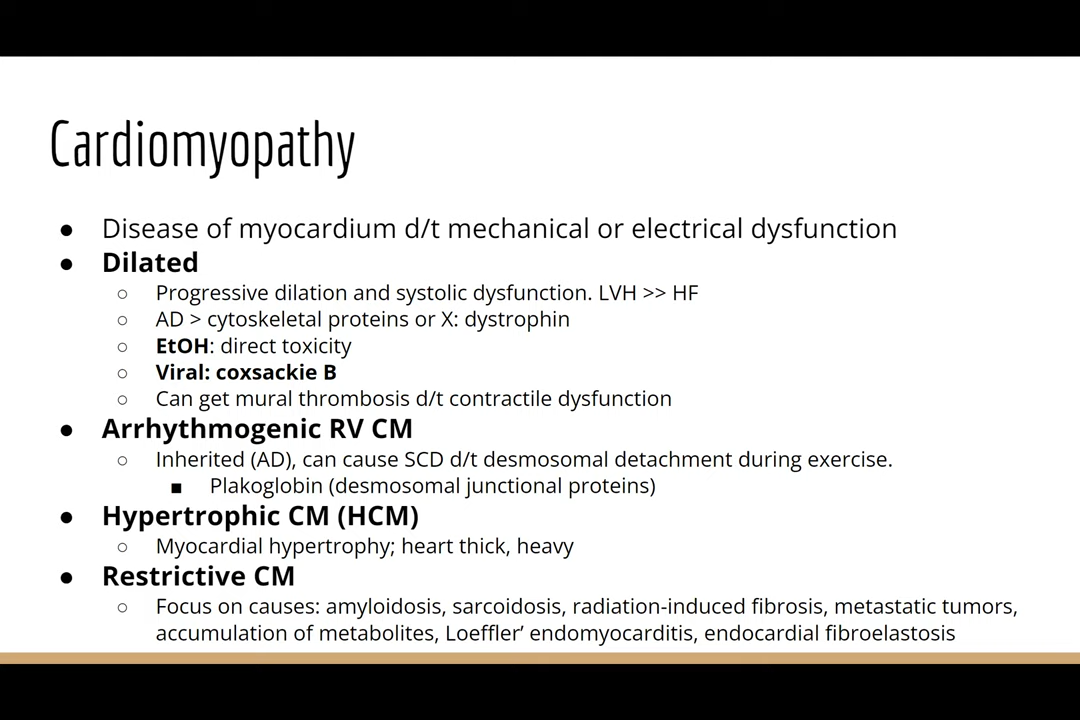 Cardiomyopathy
● Disease of myocardium d/t mechanical or electrical dysfunction
● Dilated
○ Progressive dilation and systolic dysfunction. LVH >> HF
○ AD > cytoskeletal proteins or X: dystrophin
○ EtOH: direct toxicity
○ Viral: coxsackie B
○ Can get mural thrombosis d/t contractile dysfunction
● Arrhythmogenic RV CM
○ Inherited (AD), can cause SCD d/t desmosomal detachment during exercise.
■ Plakoglobin (desmosomal junctional proteins)
● Hypertrophic CM (HCM)
○ Myocardial hypertrophy; heart thick, heavy
● Restrictive CM
○ Focus on causes: amyloidosis, sarcoidosis, radiation-induced fibrosis, metastatic tumors,
accumulation of metabolites, Loeffler’ endomyocarditis, endocardial fibroelastosis